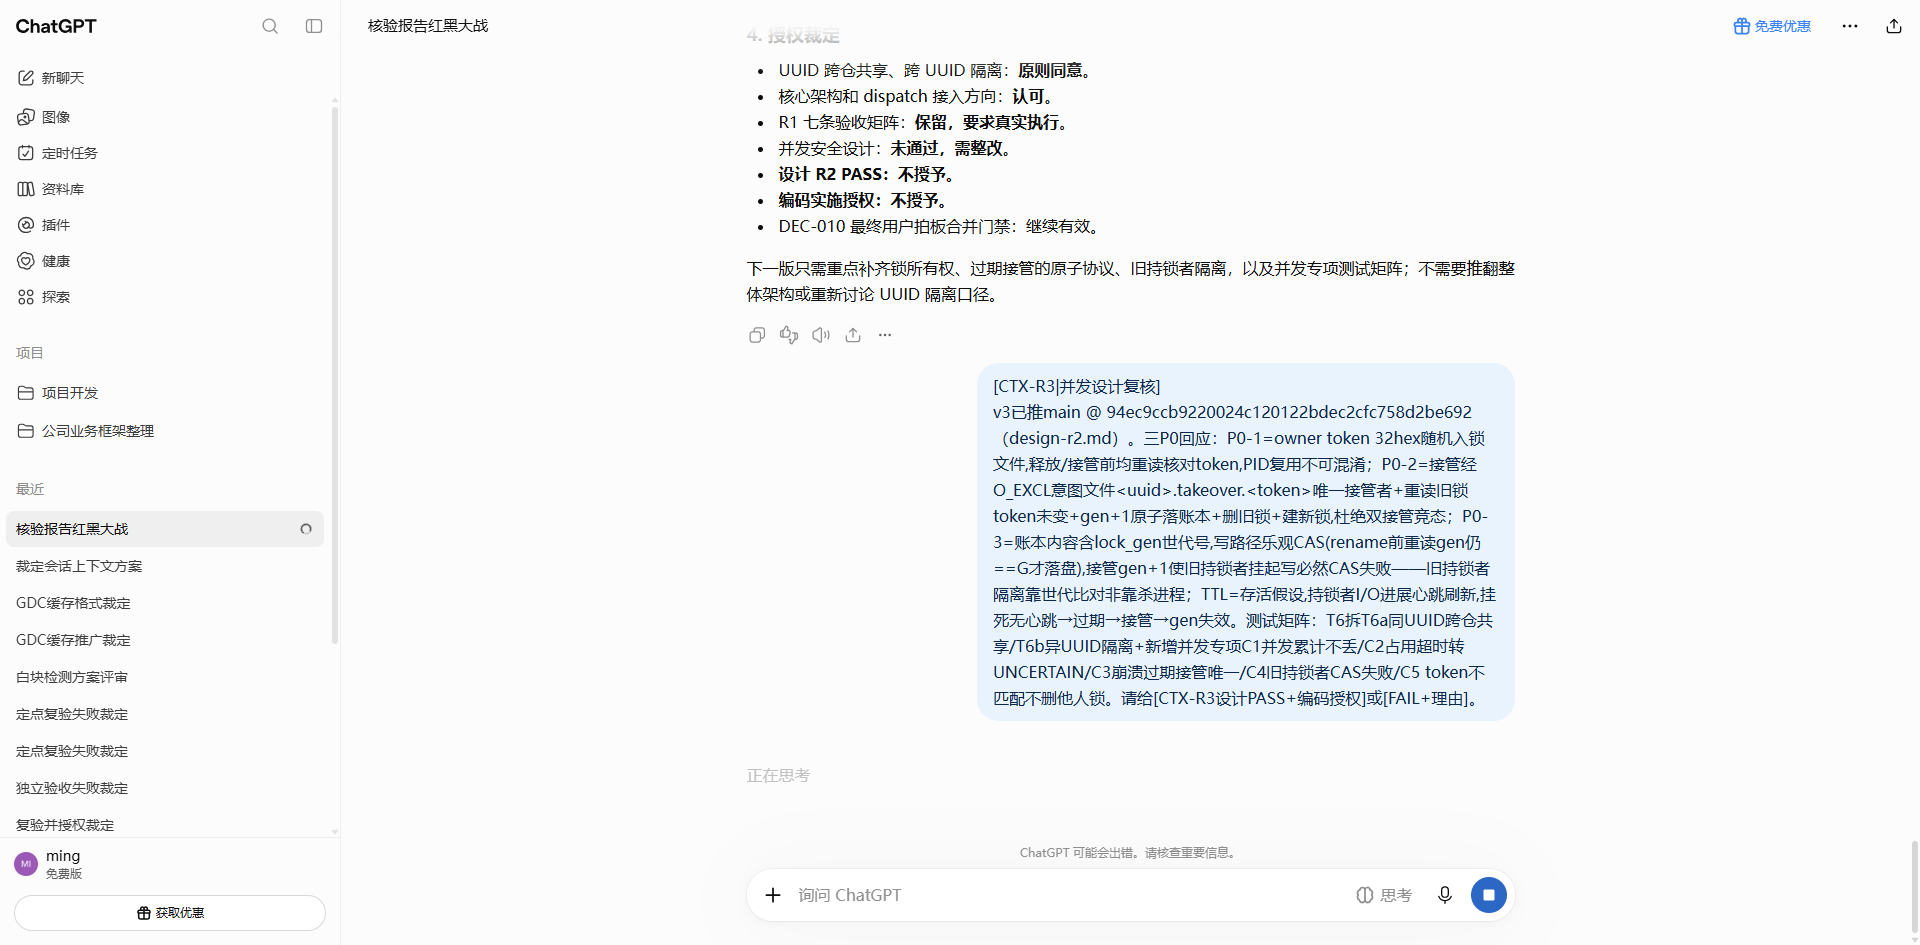 ChatGPT
新聊天
图像
定时任务
资料库
插件
健康
探索
项目
项目开发
公司业务框架整理
最近
核验报告红黑大战
裁定会话上下文方案
GDC缓存格式裁定
GDC缓存推广裁定
白块检测方案评审
定点复验失败裁定
定点复验失败裁定
独立验收失败裁定
复验并授权裁定
MI
ming
免费版
获取优惠
核验报告红黑大战
免费优惠
4. 授权裁定
• UUID 跨仓共享、跨 UUID 隔离：原则同意。
• 核心架构和 dispatch 接入方向：认可。
• R1 七条验收矩阵：保留，要求真实执行。
• 并发安全设计：未通过，需整改。
• 设计 R2 PASS：不授予。
• 编码实施授权：不授予。
• DEC-010 最终用户拍板合并门禁：继续有效。
下一版只需重点补齐锁所有权、过期接管的原子协议、旧持锁者隔离，以及并发专项测试矩阵；不需要推翻整
体架构或重新讨论 UUID 隔离口径。
[CTX-R3|并发设计复核]
v3已推main @ 94ec9ccb9220024c120122bdec2cfc758d2be692
（design-r2.md）。三P0回应：P0-1=owner token 32hex随机入锁
文件,释放/接管前均重读核对token,PID复用不可混淆；P0-2=接管经
O_EXCL意图文件<uuid>.takeover.<token>唯一接管者+重读旧锁
token未变+gen+1原子落账本+删旧锁+建新锁,杜绝双接管竞态；P0-
3=账本内容含lock_gen世代号,写路径乐观CAS(rename前重读gen仍
==G才落盘),接管gen+1使旧持锁者挂起写必然CAS失败——旧持锁者
隔离靠世代比对非靠杀进程；TTL=存活假设,持锁者I/O进展心跳刷新,挂
死无心跳→过期→接管→gen失效。测试矩阵：T6拆T6a同UUID跨仓共
享/T6b异UUID隔离+新增并发专项C1并发累计不丢/C2占用超时转
UNCERTAIN/C3崩溃过期接管唯一/C4旧持锁者CAS失败/C5 token不
匹配不删他人锁。请给[CTX-R3设计PASS+编码授权]或[FAIL+理由]。
正在思考
ChatGPT 可能会出错。请核查重要信息。
询问 ChatGPT
思考